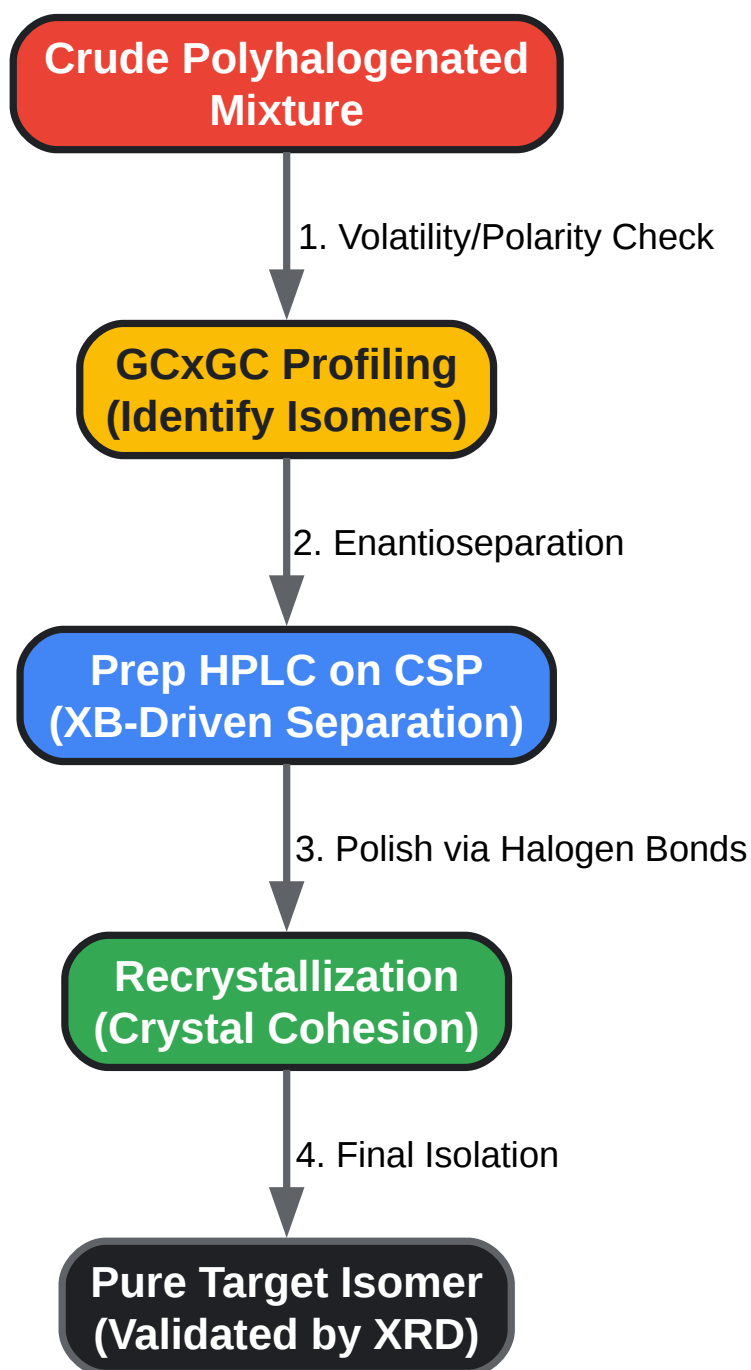 Crude Polyhalogenated
Mixture
1. Volatility/Polarity Check
GCxGC Profiling
(Identify Isomers)
2. Enantioseparation
Prep HPLC on CSP
(XB-Driven Separation)
3. Polish via Halogen Bonds
Recrystallization
(Crystal Cohesion)
4. Final Isolation
Pure Target Isomer
(Validated by XRD)